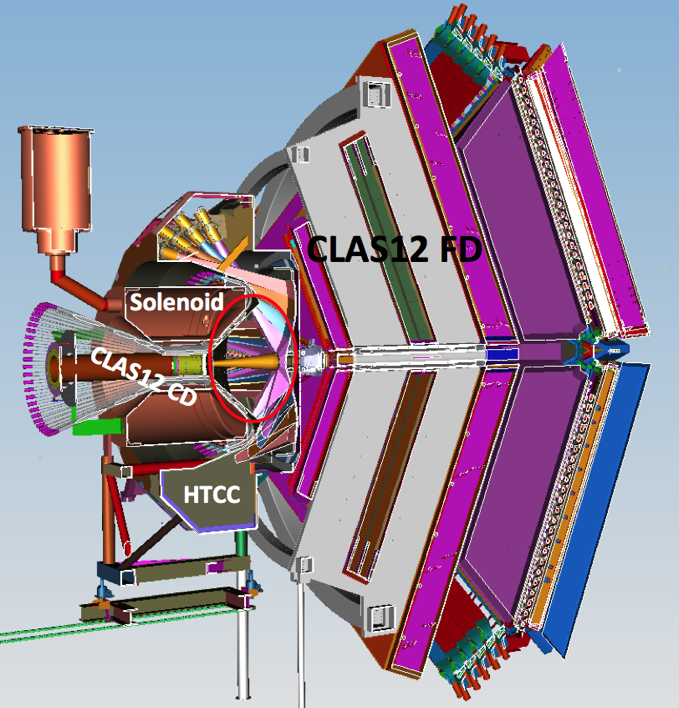 CLAS12 FD
Solenoid
CLAS12 CD
HTCC